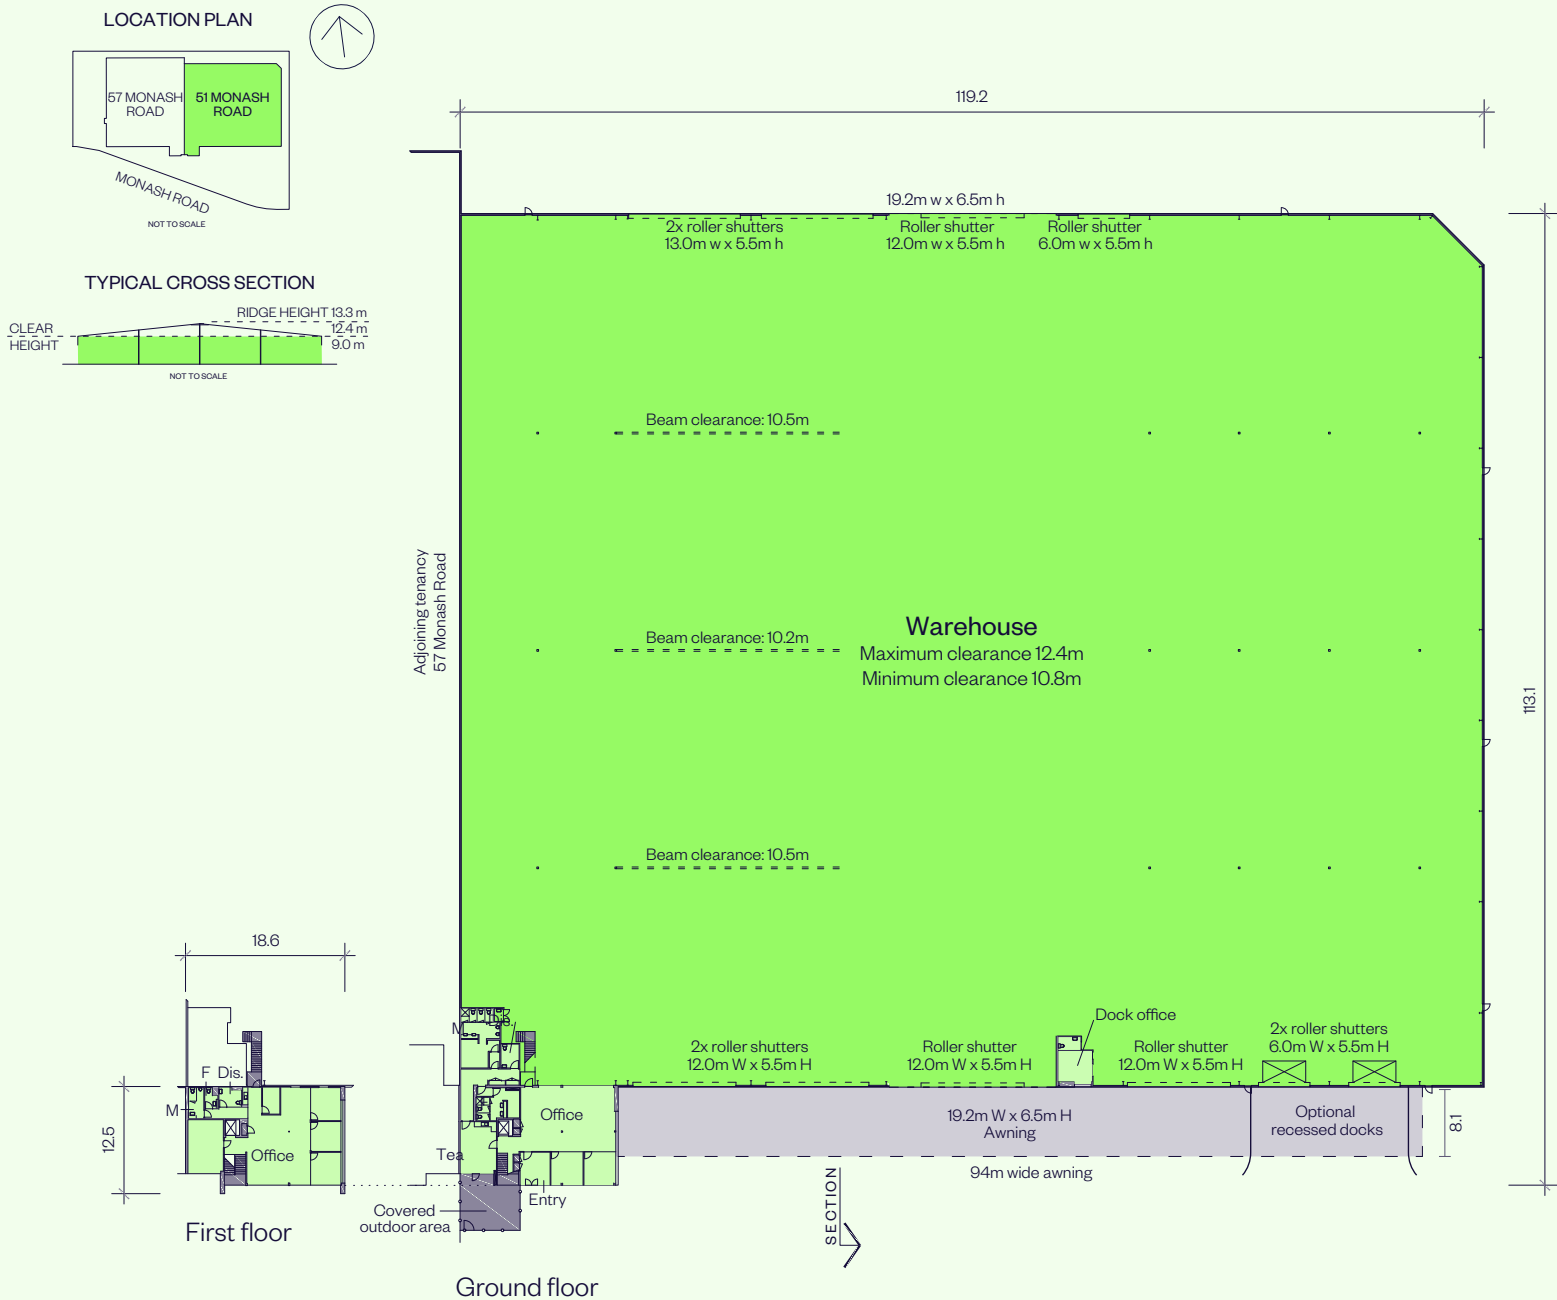 LOCATION PLAN
57 MONASH
ROAD
51 MONASH
ROAD
MONASH ROAD
NOT TO SCALE
TYPICAL CROSS SECTION
RIDGE HEIGHT 13.3 m
CLEAR
HEIGHT
12.4 m
9.0 m
NOT TO SCALE
119.2
19.2m w x 6.5m h
2x roller shutters
13.0m w x 5.5m h
Roller shutter
12.0m w x 5.5m h
Roller shutter
6.0m w x 5.5m h
Beam clearance: 10.5m
Adjoining tenancy
57 Monash Road
Beam clearance: 10.2m
Warehouse
Maximum clearance 12.4m
Minimum clearance 10.8m
113.1
Beam clearance: 10.5m
18.6
12.5
F Dis.
M
Office
First floor
M
Dock office
2x roller shutters
12.0m W x 5.5m H
Roller shutter
12.0m W x 5.5m H
Roller shutter
12.0m W x 5.5m H
2x roller shutters
6.0m W x 5.5m H
Office
Tea
Entry
Covered
outdoor area
19.2m W x 6.5m H
Awning
Optional
recessed docks
8.1
94m wide awning
SECTION
Ground floor